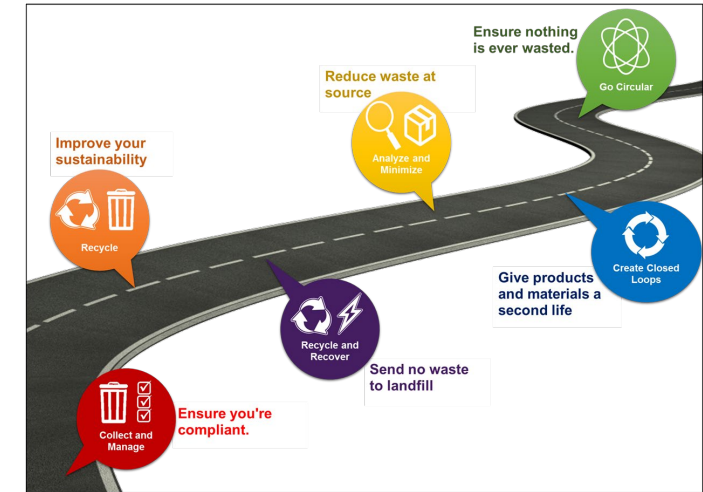 Ensure nothing
is ever wasted.
Go Circular
Reduce waste at
source
Analyze and
Minimize
Improve your
sustainability
Recycle
Create Closed
Loops
Give products
and materials a
second life
Recycle and
Recover
Send no waste
to landfill
Collect and
Manage
Ensure you're
compliant.